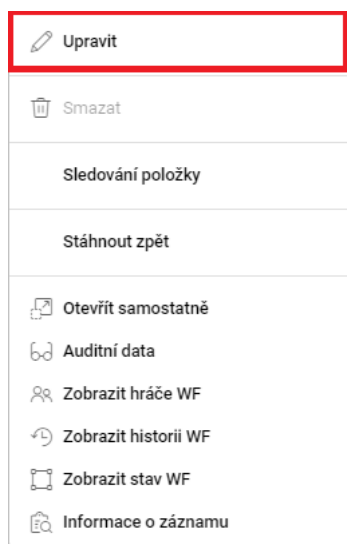 Upravit
Smazat
Sledování položky
Stáhnout zpět
Otevřít samostatně
Auditní data
Zobrazit hráče WF
Zobrazit historii WF
Zobrazit stav WF
Informace o záznamu